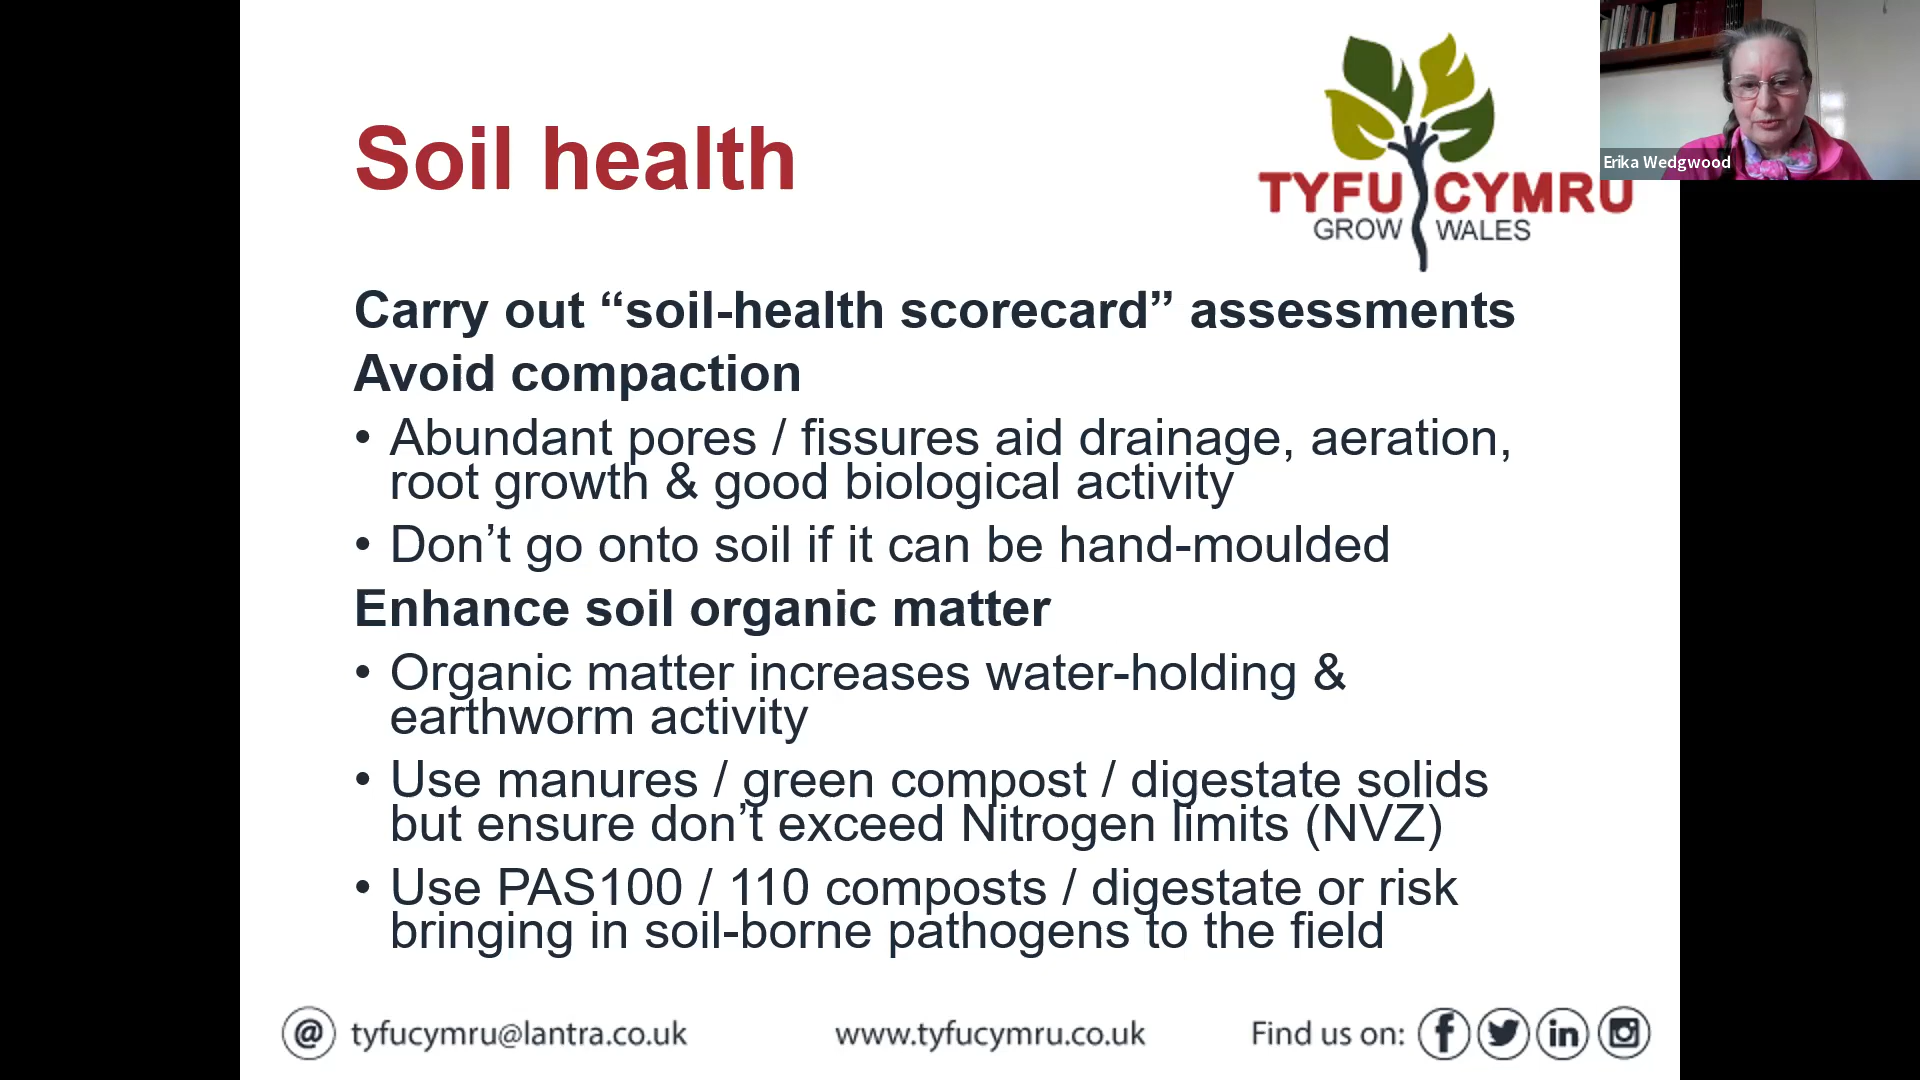 Soil health
TYFU CYMRU
GROW WALES
Erika Wedgwood
Carry out “soil-health scorecard” assessments
Avoid compaction
• Abundant pores / fissures aid drainage, aeration,
root growth & good biological activity
• Don’t go onto soil if it can be hand-moulded
Enhance soil organic matter
• Organic matter increases water-holding &
earthworm activity
• Use manures / green compost / digestate solids
but ensure don’t exceed Nitrogen limits (NVZ)
• Use PAS100 / 110 composts / digestate or risk
bringing in soil-borne pathogens to the field
@ tyfucymru@lantra.co.uk www.tyfucymru.co.uk Find us on: f in